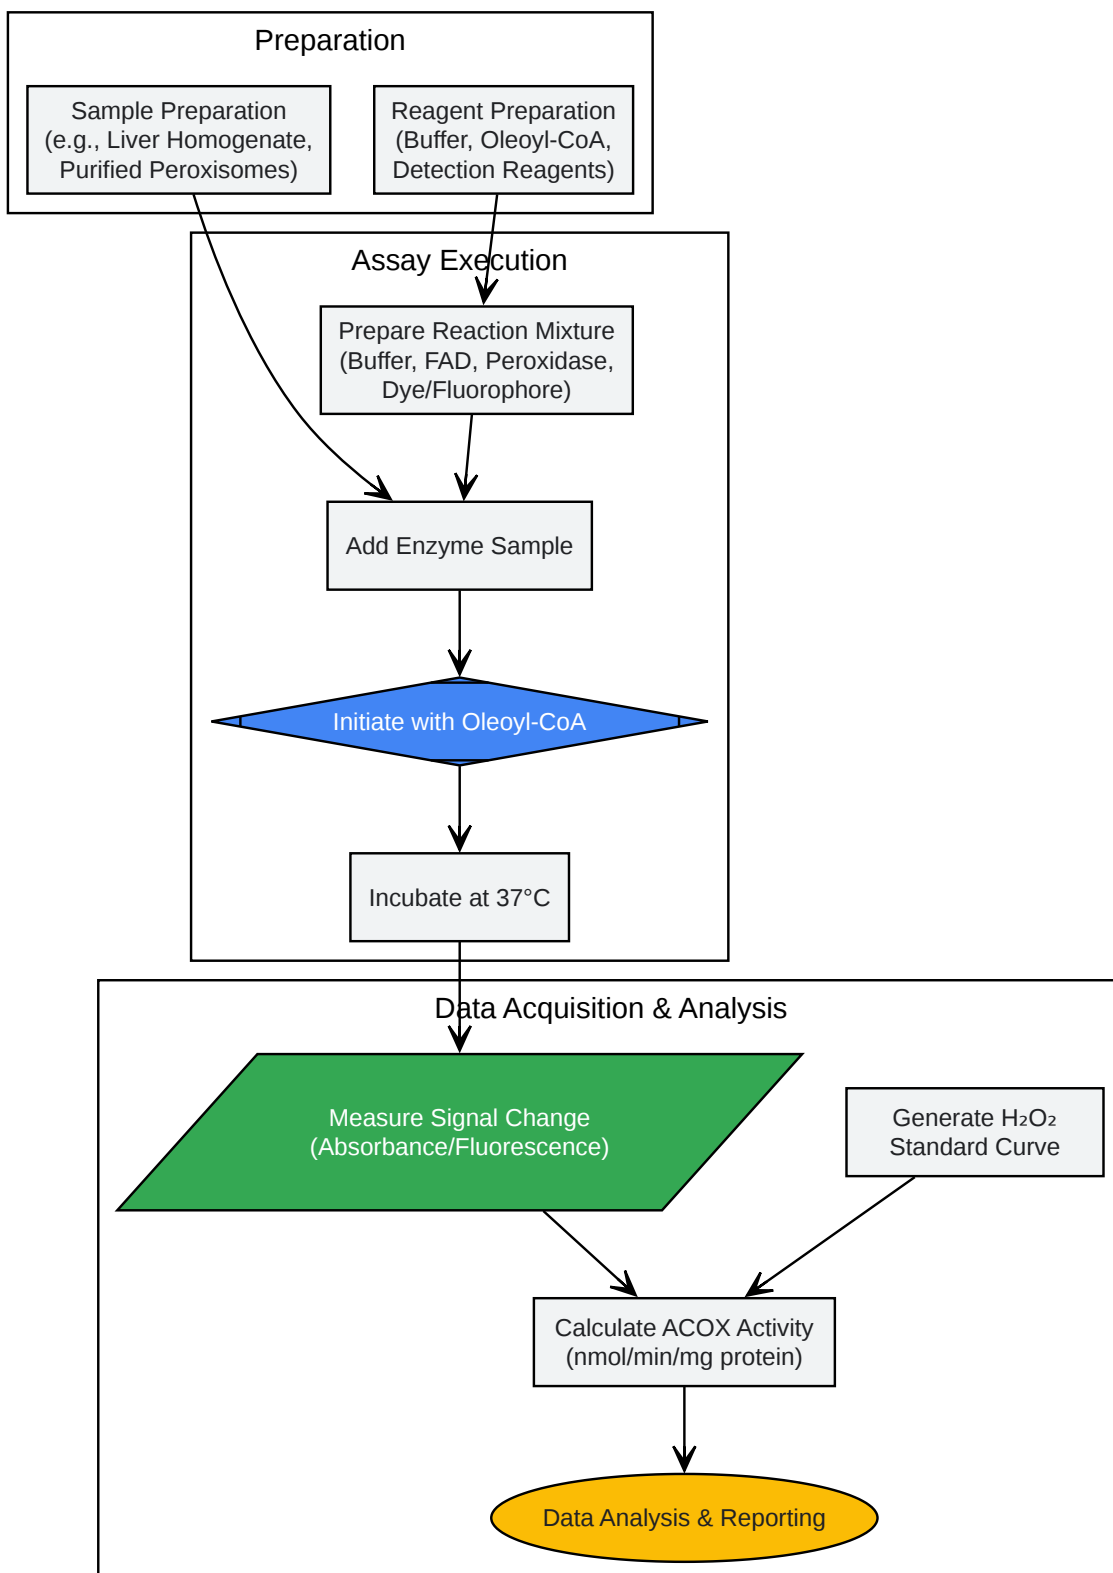 Preparation
Sample Preparation
(e.g., Liver Homogenate,
Purified Peroxisomes)
Reagent Preparation
(Buffer, Oleoyl-CoA,
Detection Reagents)
Assay Execution
Prepare Reaction Mixture
(Buffer, FAD, Peroxidase,
Dye/Fluorophore)
Add Enzyme Sample
Initiate with Oleoyl-CoA
Incubate at 37°C
Data Acquisition & Analysis
Measure Signal Change
(Absorbance/Fluorescence)
Generate H₂O₂
Standard Curve
Calculate ACOX Activity
(nmol/min/mg protein)
Data Analysis & Reporting